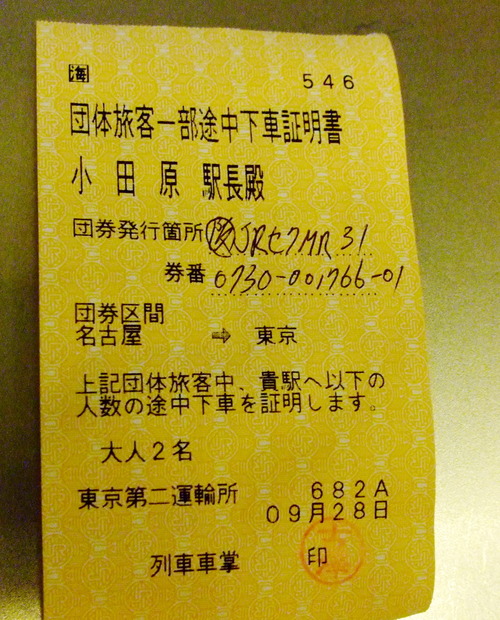 海 546
団体旅客一部途中下車証明書
小田原 駅長殿
団券発行箇所 JRセフMR31
券番 0730-001766-01
団券区間
名古屋 ⇨ 東京
上記団体旅客中、貴駅へ以下の
人数の途中下車を証明します。
大人2名
東京第二運輸所 682A
09月28日
列車車掌 印